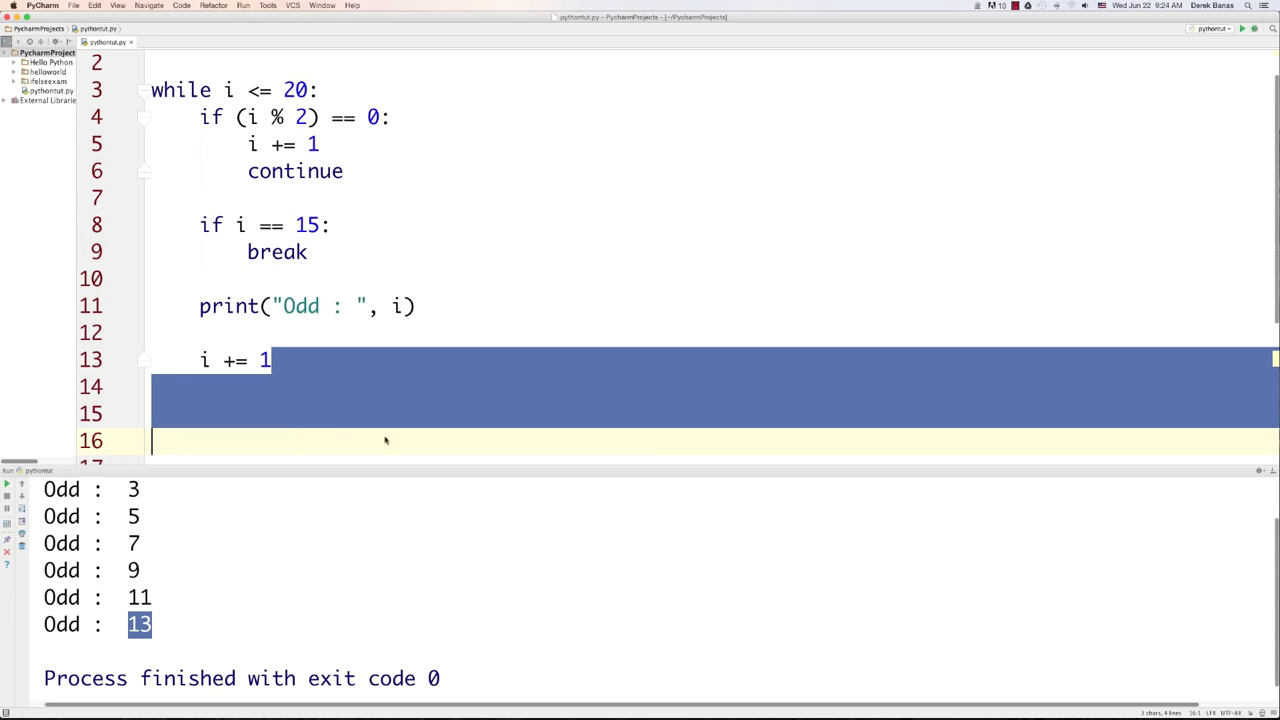 PyCharm File Edit View Navigate Code Refactor Run Tools VCS Window Help 10 Wed Jun 22 9:24 AM Derek Banas
pythontut.py - PycharmProjects - [~/PycharmProjects]
PycharmProjects pythontut.py pythontut
pythontut.py
PycharmProject
Hello Python
helloworld
ifelseexam
pythontut.py
External Librarie
2
3 while i <= 20:
4 if (i % 2) == 0:
5 i += 1
6 continue
7
8 if i == 15:
9 break
10
11 print("Odd : ", i)
12
13 i += 1
14
15
16
17
Run pythontut
Odd : 3
Odd : 5
Odd : 7
Odd : 9
Odd : 11
Odd : 13
Process finished with exit code 0
3 chars, 4 lines 16:1 LF÷ UTF-8÷